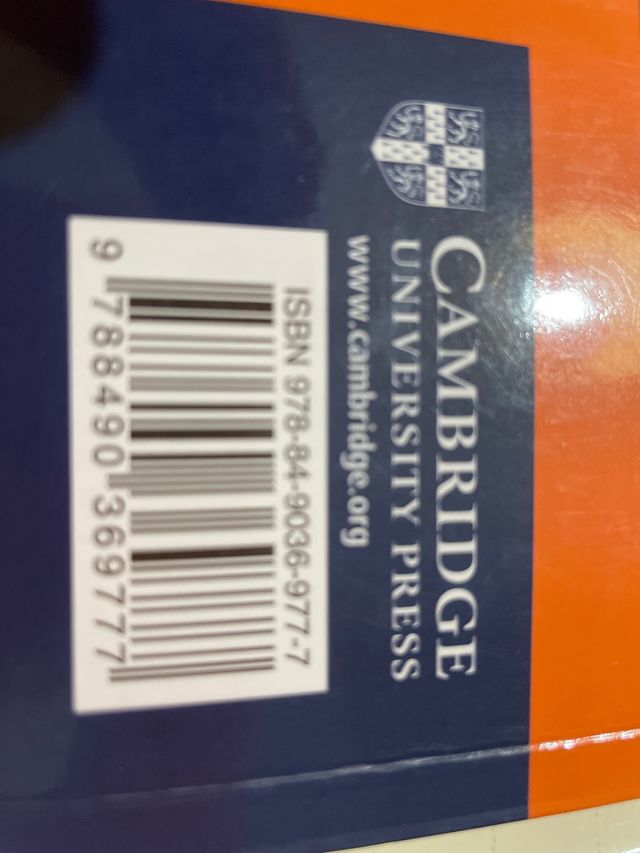 CAMBRIDGE
UNIVERSITY PRESS
www.cambridge.org
ISBN 978-84-9036-977-7
9 788490 369777